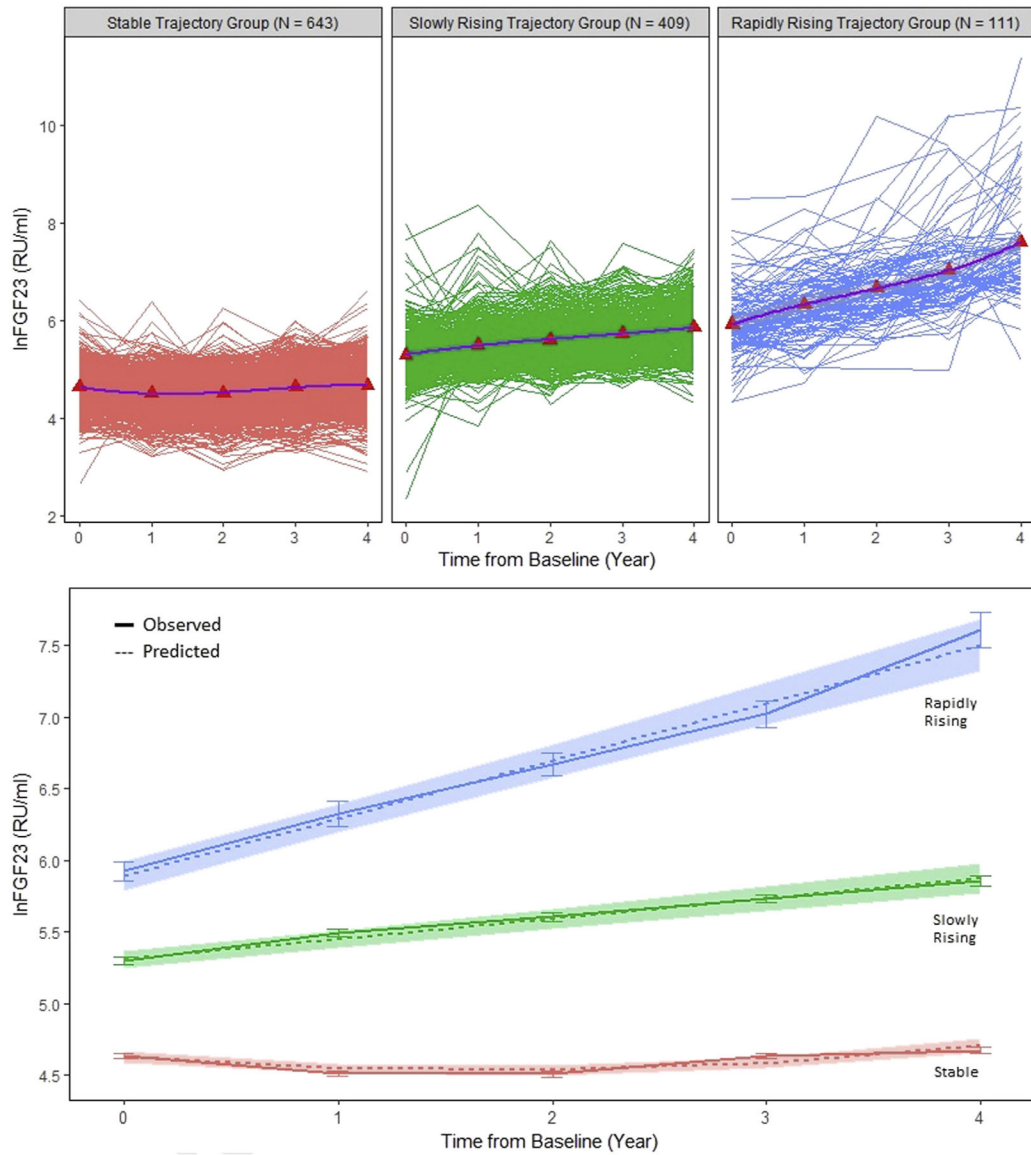 Stable Trajectory Group (N = 643)
Slowly Rising Trajectory Group (N = 409)
Rapidly Rising Trajectory Group (N = 111)
lnFGF23 (RU/ml)
10
8
6
4
2
0 1 2 3 4
0 1 2 3 4
0 1 2 3 4
Time from Baseline (Year)
Observed
Predicted
lnFGF23 (RU/ml)
7.5
7.0
6.5
6.0
5.5
5.0
4.5
Rapidly
Rising
Slowly
Rising
Stable
0 1 2 3 4
Time from Baseline (Year)